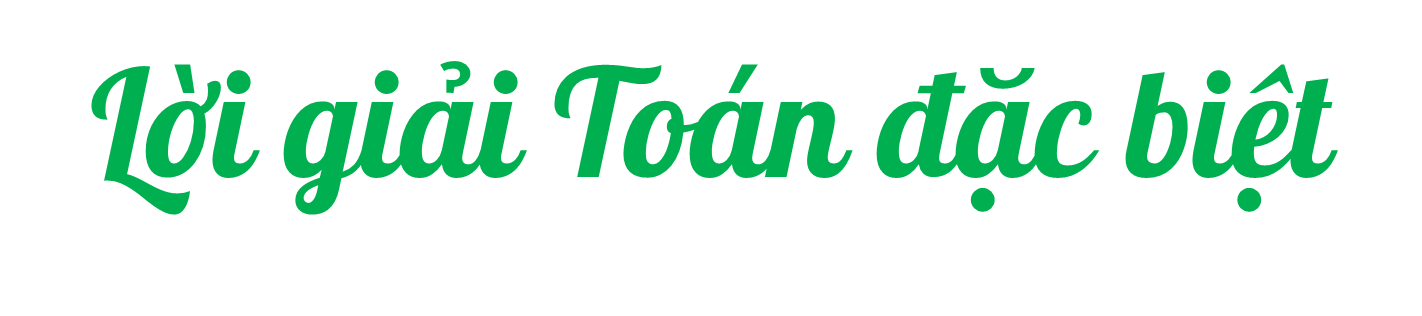 Lời giải Toán đặc biệt